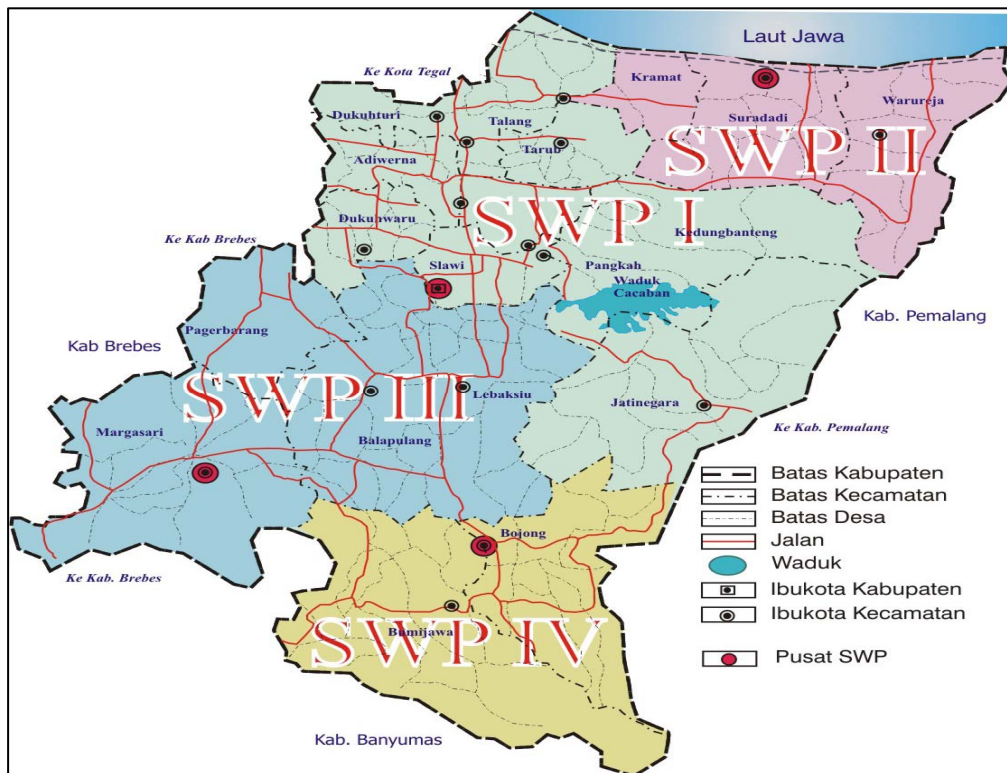 Laut Jawa
Ke Kota Tegal
Kramat
Warureja
Dukuhturi
Talang
Suradadi
Tarub
SWP II
Adiwerna
SWP I
Dukuhwaru
Kedungbanteng
Ke Kab Brebes
Slawi
Pangkah
Waduk
Cacaban
Kab. Pemalang
Pagerbarang
Kab Brebes
SWP III
Lebaksiu
Jatinegara
Margasari
Balapulang
Ke Kab. Pemalang
Batas Kabupaten
Batas Kecamatan
Batas Desa
Jalan
Waduk
Ibukota Kabupaten
Ibukota Kecamatan
Pusat SWP
Bojong
Ke Kab. Brebes
Bumijawa
SWP IV
Kab. Banyumas